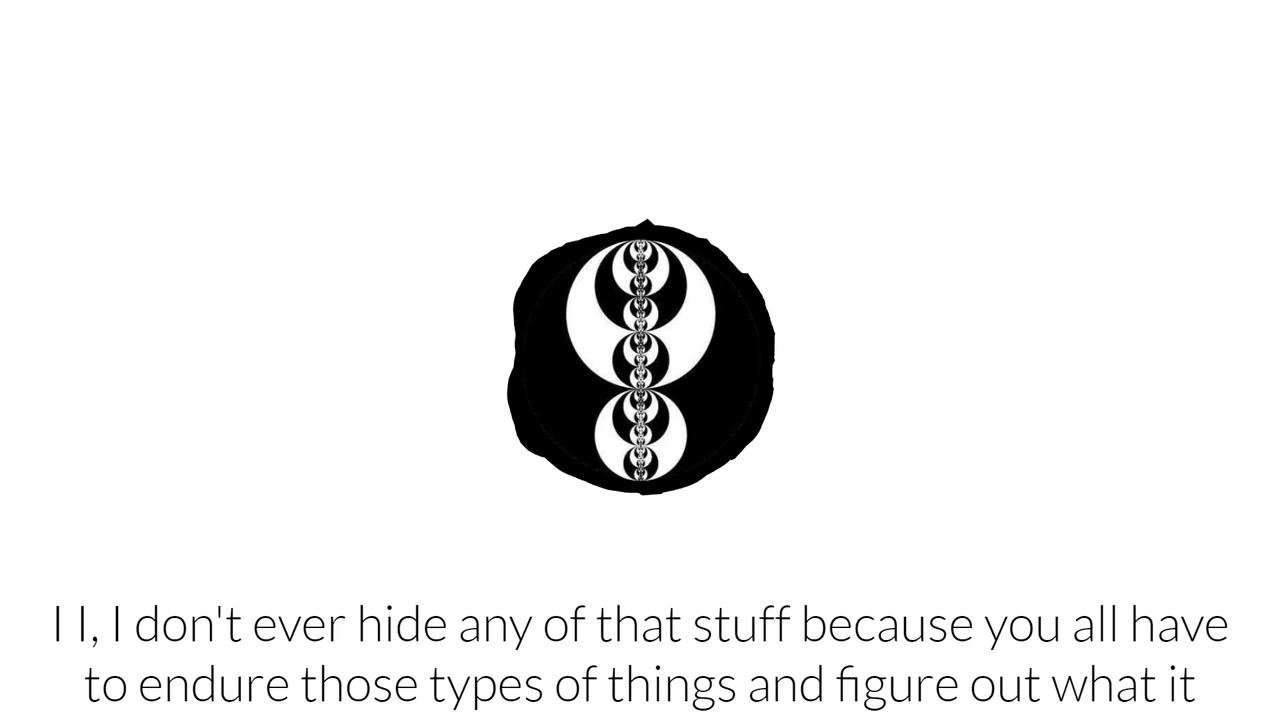 I I, I don't ever hide any of that stuff because you all have
to endure those types of things and figure out what it